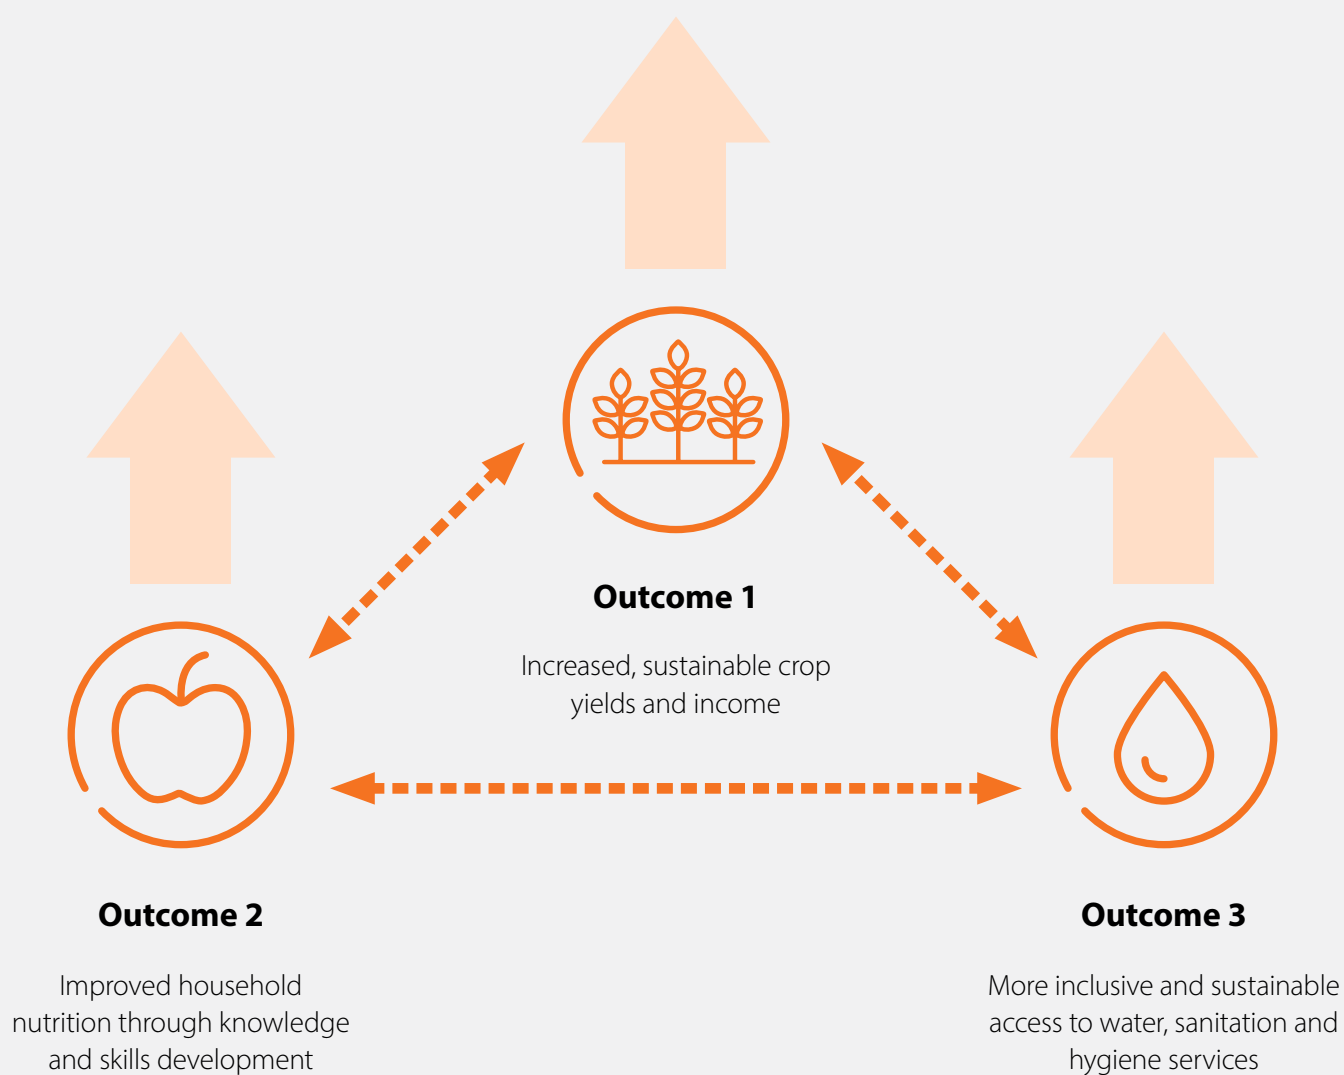 Outcome 1
Increased, sustainable crop
yields and income
Outcome 2
Improved household
nutrition through knowledge
and skills development
Outcome 3
More inclusive and sustainable
access to water, sanitation and
hygiene services